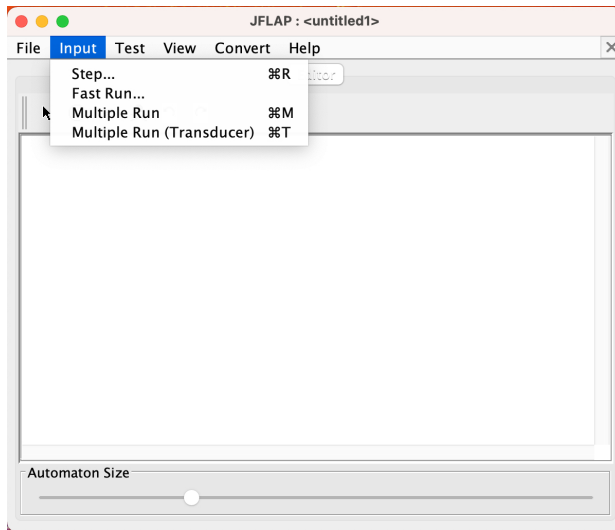 JFLAP : <untitled1>
File Input Test View Convert Help
Step... ⌘R
Fast Run...
Multiple Run ⌘M
Multiple Run (Transducer) ⌘T
Automaton Size